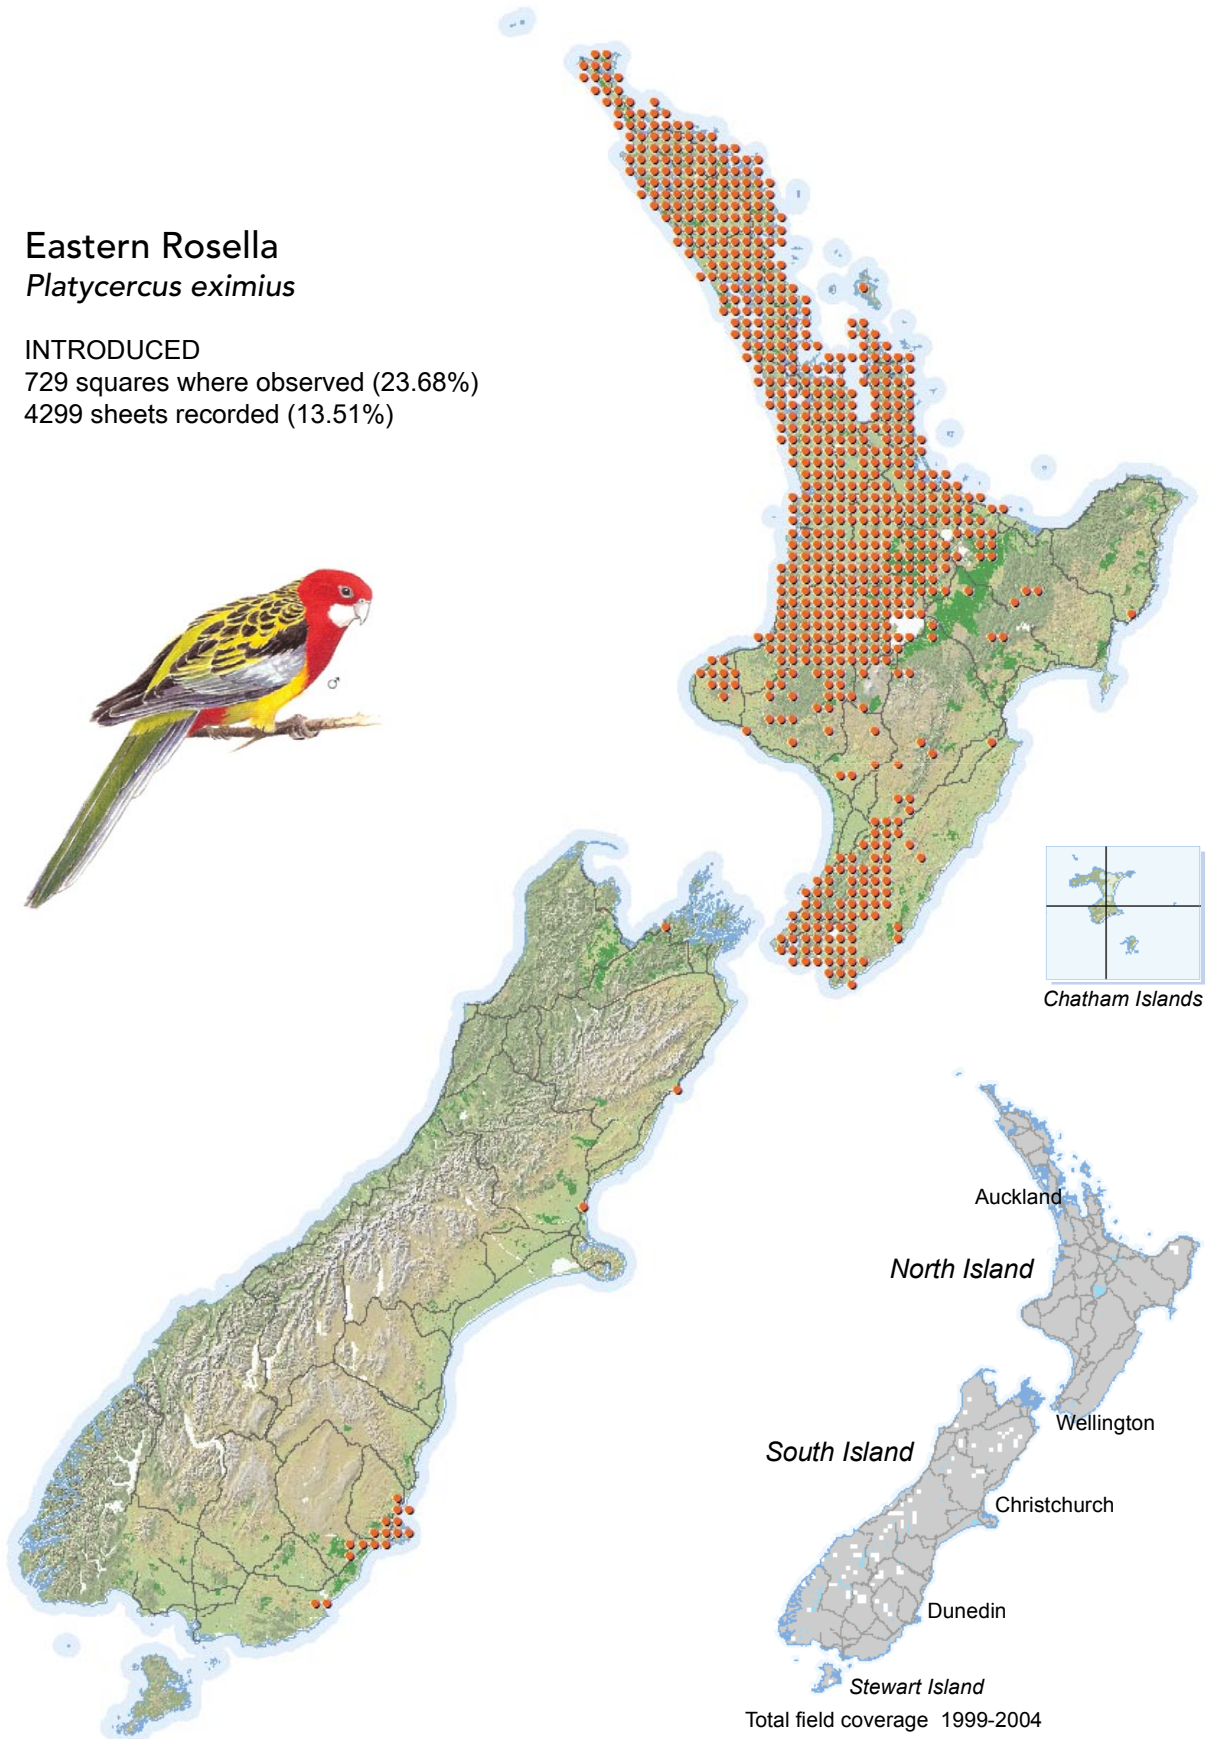 Eastern Rosella
Platycercus eximius
INTRODUCED
729 squares where observed (23.68%)
4299 sheets recorded (13.51%)
♂
Chatham Islands
Auckland
North Island
Wellington
South Island
Christchurch
Dunedin
Stewart Island
Total field coverage 1999-2004